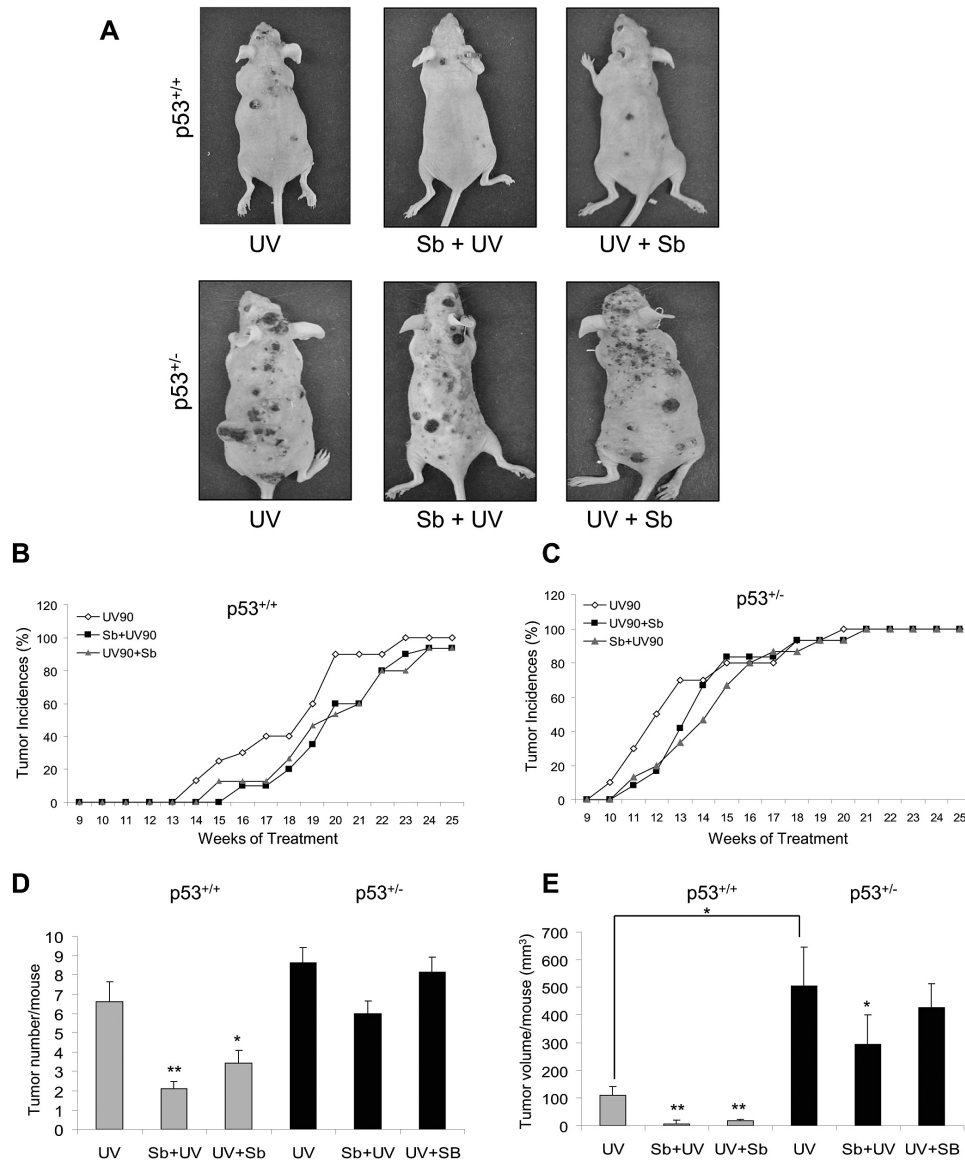 A
p53+/+
UV
Sb + UV
UV + Sb
p53+/-
UV
Sb + UV
UV + Sb
B
p53+/+
UV90
Sb+UV90
UV90+Sb
Tumor Incidences (%)
120
100
80
60
40
20
0
9 10 11 12 13 14 15 16 17 18 19 20 21 22 23 24 25
Weeks of Treatment
C
p53+/-
UV90
UV90+Sb
Sb+UV90
Tumor Incidences (%)
120
100
80
60
40
20
0
9 10 11 12 13 14 15 16 17 18 19 20 21 22 23 24 25
Weeks of Treatment
D
p53+/+
p53+/-
Tumor number/mouse
10
9
8
7
6
5
4
3
2
1
0
**
*
UV Sb+UV UV+Sb UV Sb+UV UV+SB
E
p53+/+
p53+/-
*
Tumor volume/mouse (mm3)
700
600
500
400
300
200
100
0
**
**
*
UV Sb+UV UV+Sb UV Sb+UV UV+SB